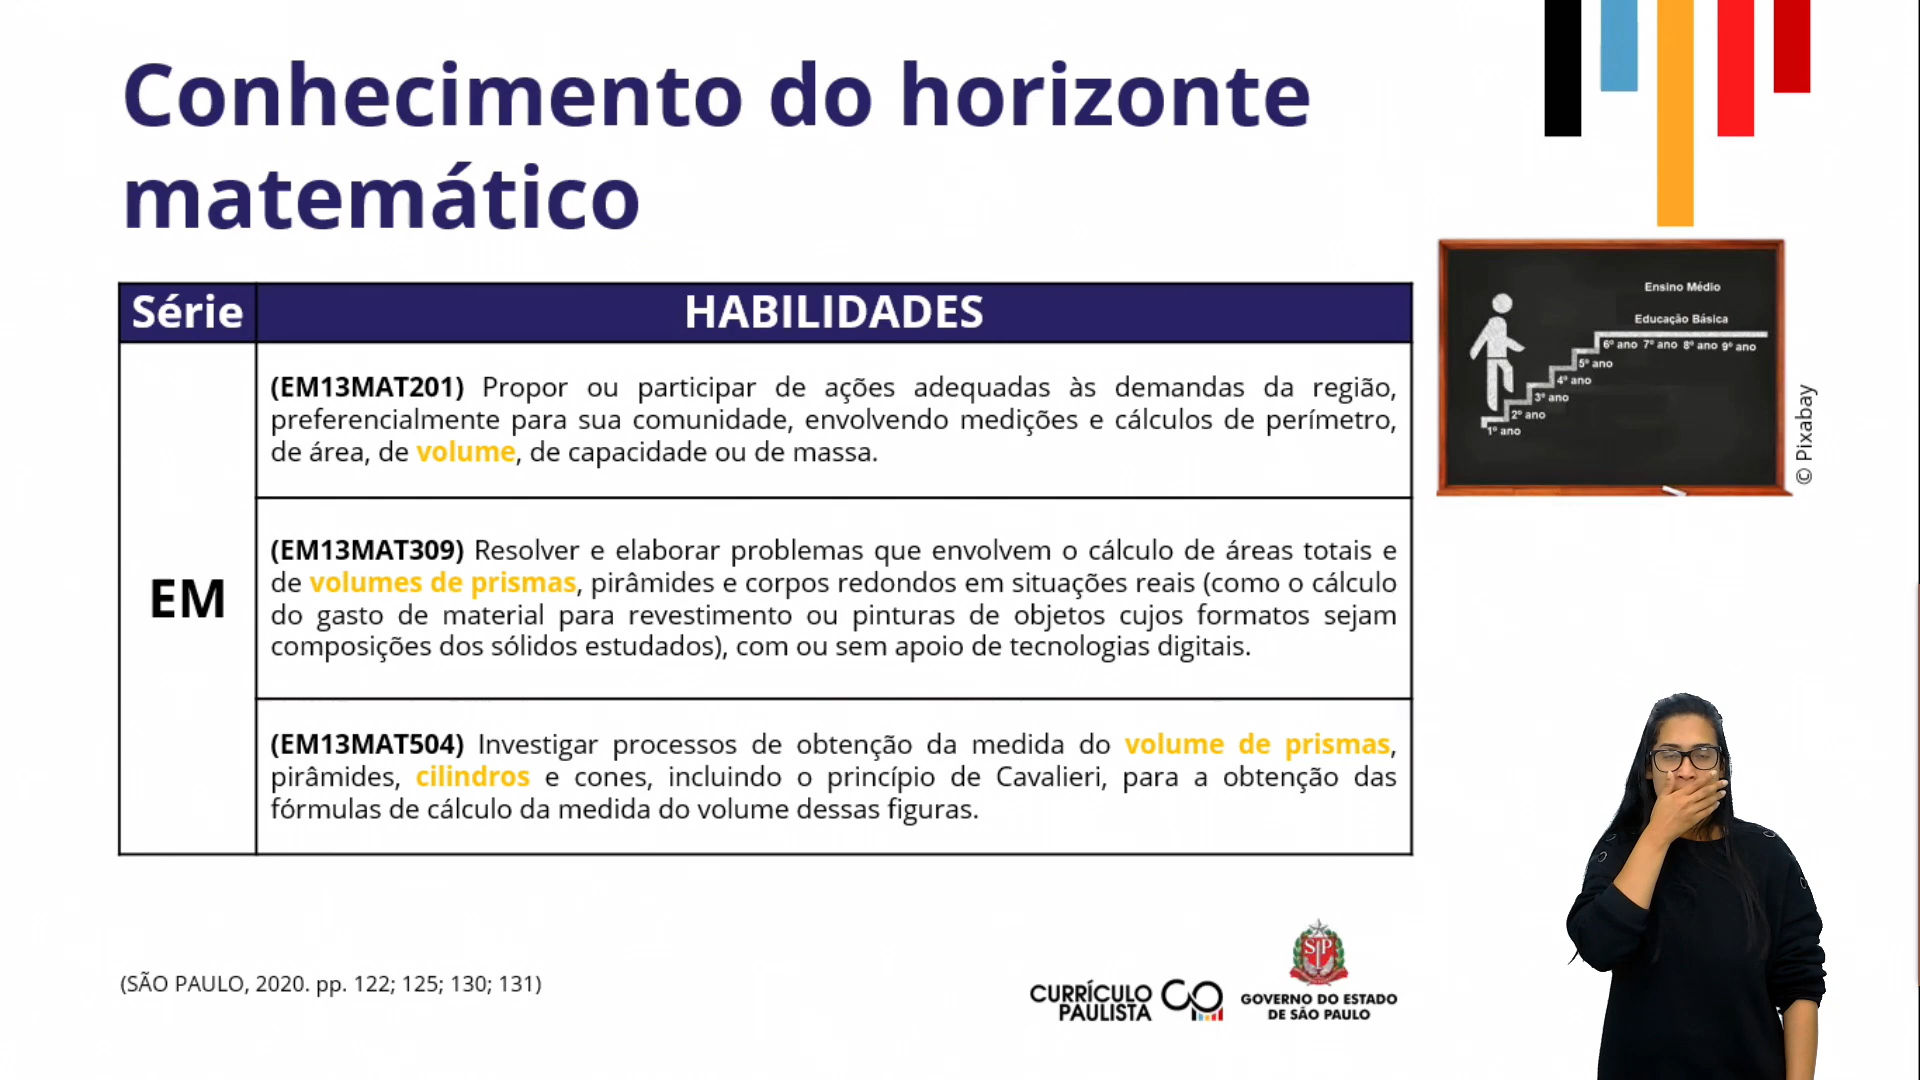 Conhecimento do horizonte
matemático
Série
HABILIDADES
EM
(EM13MAT201) Propor ou participar de ações adequadas às demandas da região,
preferencialmente para sua comunidade, envolvendo medições e cálculos de perímetro,
de área, de volume, de capacidade ou de massa.
(EM13MAT309) Resolver e elaborar problemas que envolvem o cálculo de áreas totais e
de volumes de prismas, pirâmides e corpos redondos em situações reais (como o cálculo
do gasto de material para revestimento ou pinturas de objetos cujos formatos sejam
composições dos sólidos estudados), com ou sem apoio de tecnologias digitais.
(EM13MAT504) Investigar processos de obtenção da medida do volume de prismas,
pirâmides, cilindros e cones, incluindo o princípio de Cavalieri, para a obtenção das
fórmulas de cálculo da medida do volume dessas figuras.
Ensino Médio
Educação Básica
6º ano 7º ano 8º ano 9º ano
5º ano
4º ano
3º ano
2º ano
1º ano
© Pixabay
(SÃO PAULO, 2020. pp. 122; 125; 130; 131)
CURRÍCULO
PAULISTA
SP
GOVERNO DO ESTADO
DE SÃO PAULO